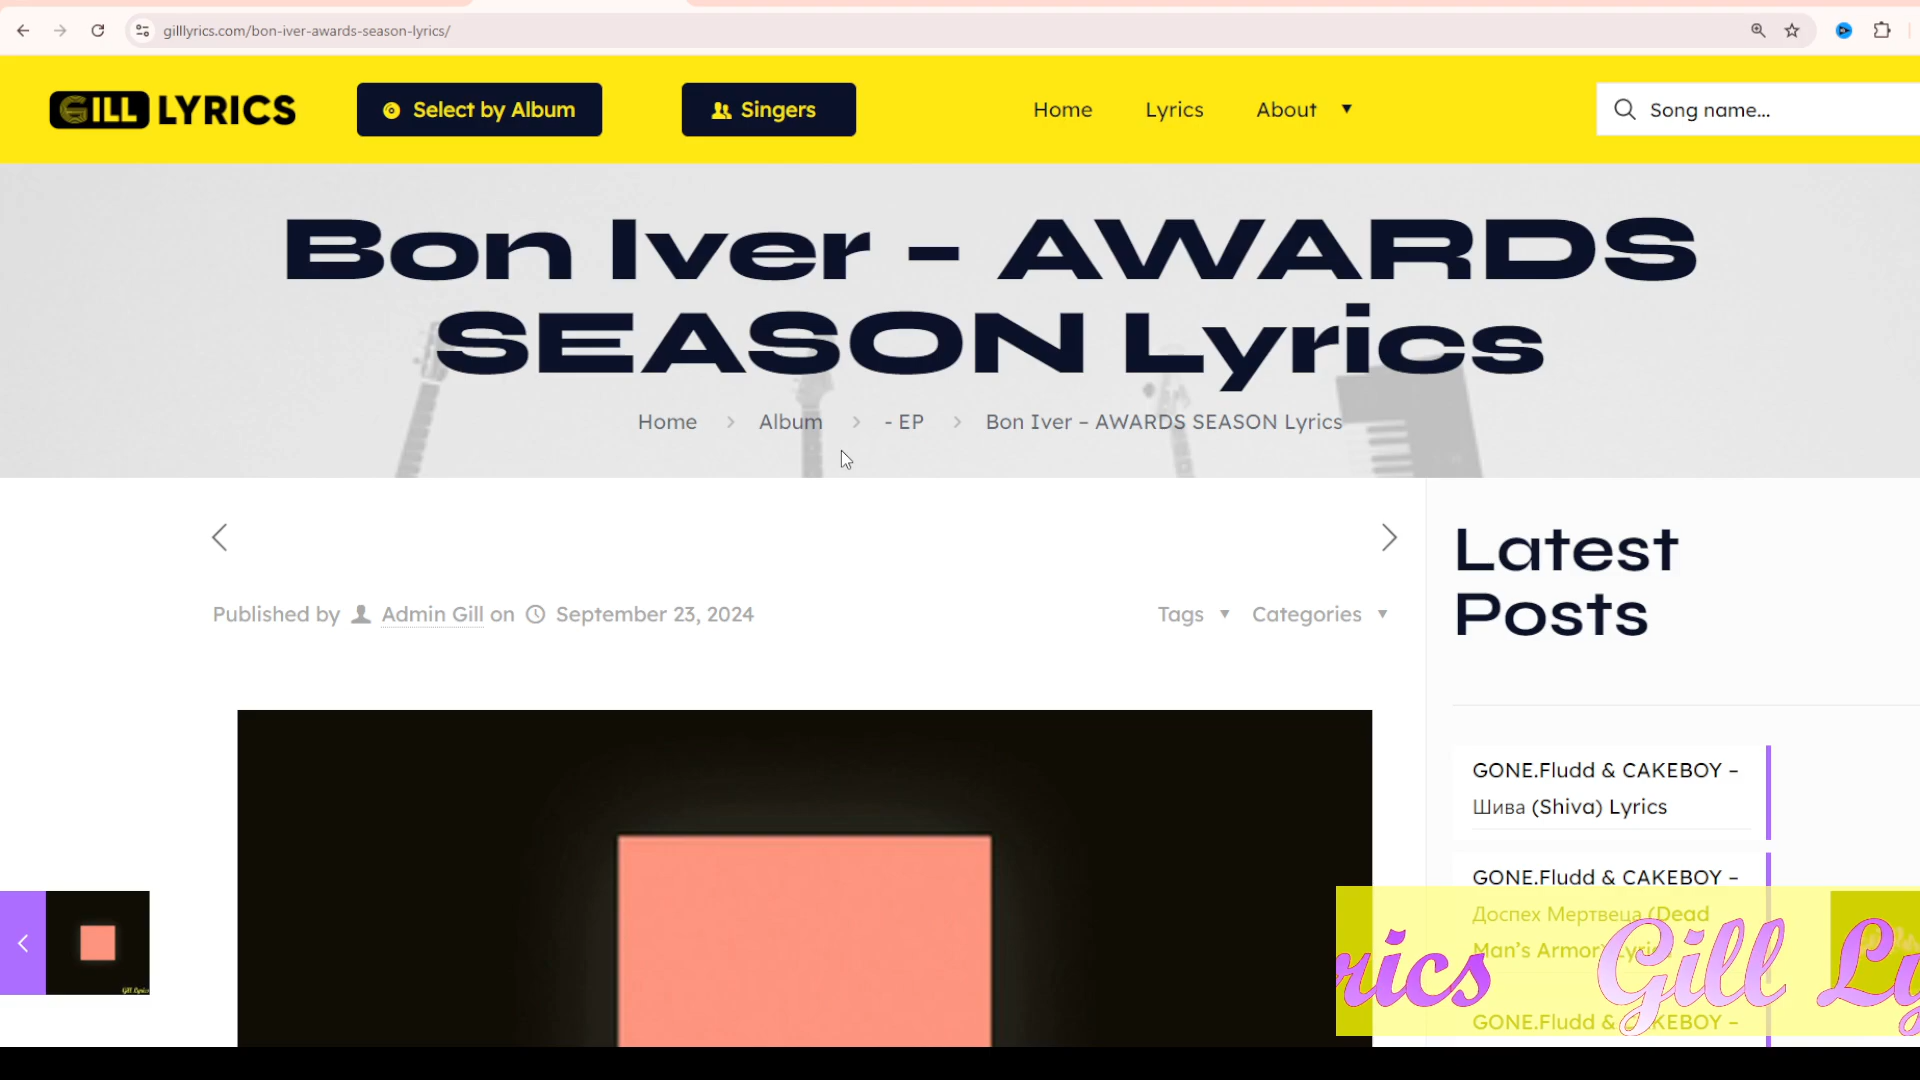 gilllyrics.com/bon-iver-awards-season-lyrics/
GILL LYRICS
Select by Album
Singers
Home
Lyrics
About
Song name...
Bon Iver – AWARDS
SEASON Lyrics
Home
Album
- EP
Bon Iver – AWARDS SEASON Lyrics
Published by Admin Gill on September 23, 2024
Tags
Categories
Latest
Posts
GONE.Fludd & CAKEBOY –
Шива (Shiva) Lyrics
GONE.Fludd & CAKEBOY –
Доспех Мертвеца (Dead
Man's Armor)
GONE.Fludd &
Gill
Gill Lyrics